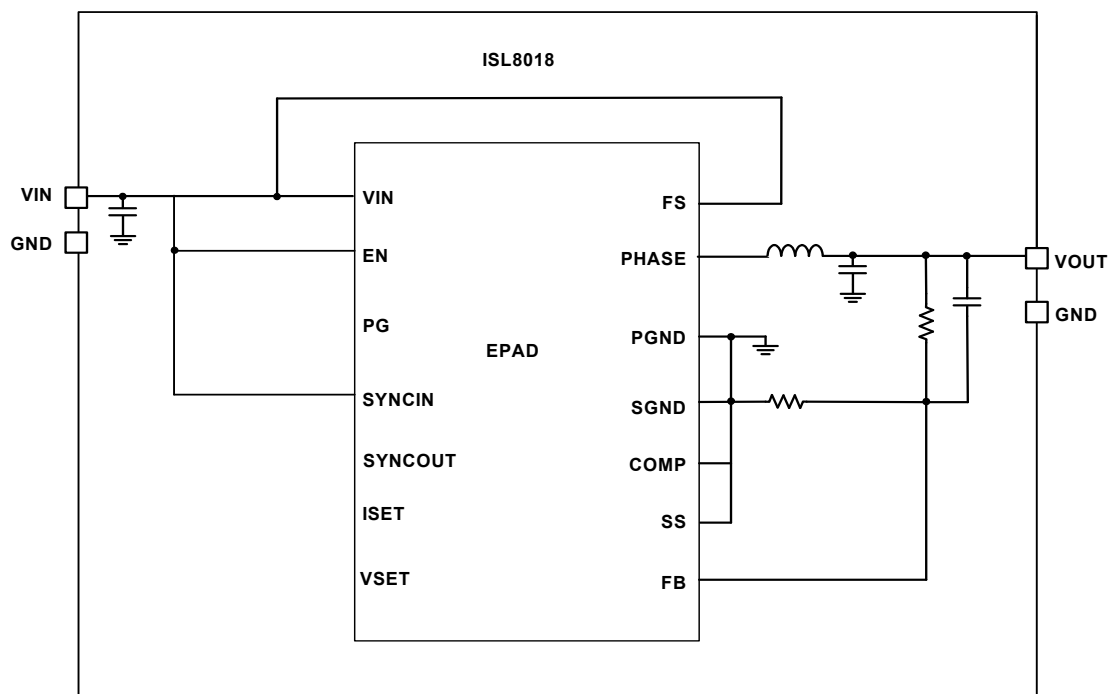 ISL8018
VIN
GND
VIN
EN
PG
SYNCIN
SYNCOUT
ISET
VSET
EPAD
FS
PHASE
PGND
SGND
COMP
SS
FB
VOUT
GND